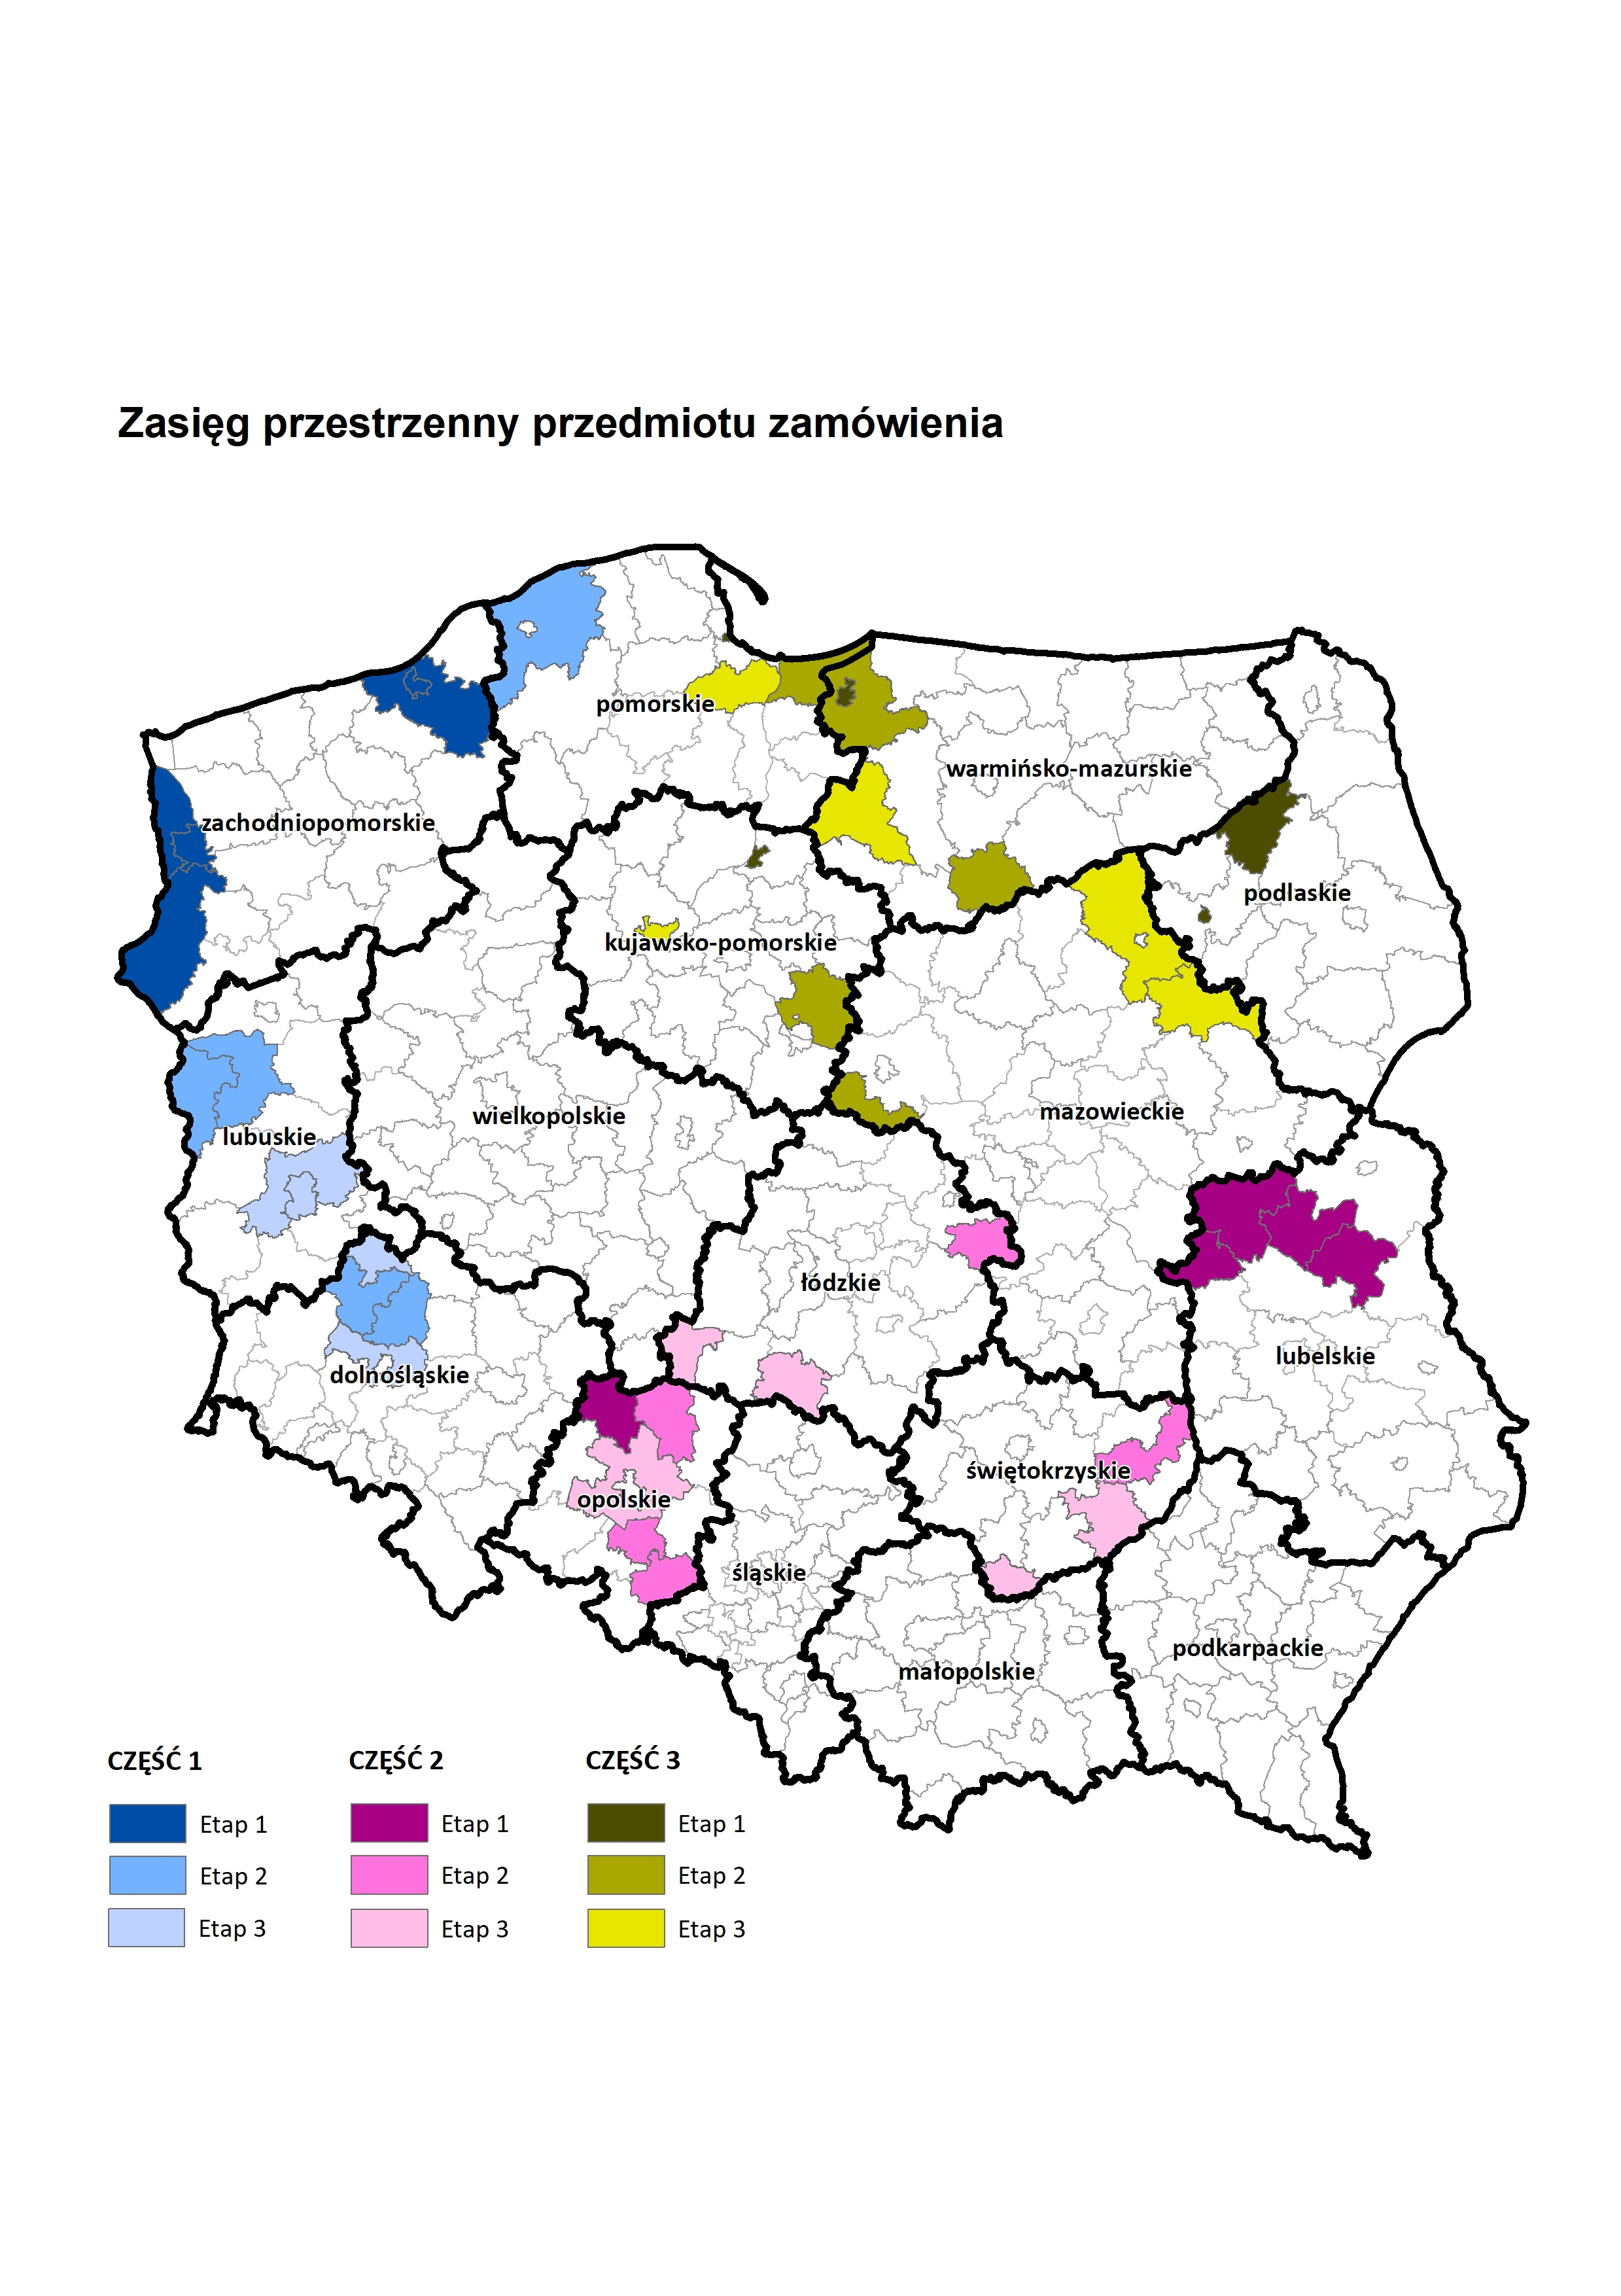 Zasięg przestrzenny przedmiotu zamówienia
pomorskie
warmińsko-mazurskie
zachodniopomorskie
podlaskie
kujawsko-pomorskie
mazowieckie
wielkopolskie
lubuskie
łódzkie
lubelskie
dolnośląskie
świętokrzyskie
opolskie
śląskie
podkarpackie
małopolskie
CZĘŚĆ 1 CZĘŚĆ 2 CZĘŚĆ 3
Etap 1 Etap 1 Etap 1
Etap 2 Etap 2 Etap 2
Etap 3 Etap 3 Etap 3